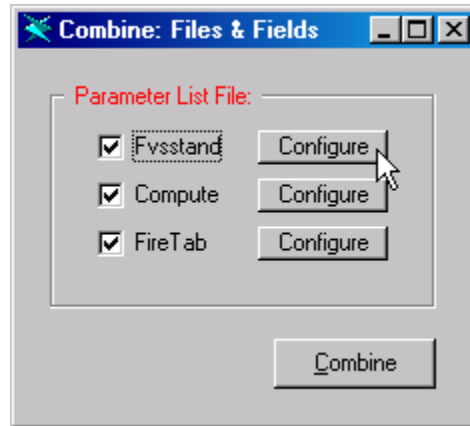 Combine: Files & Fields
Parameter List File:
Fvsstand Configure
Compute Configure
FireTab Configure
Combine